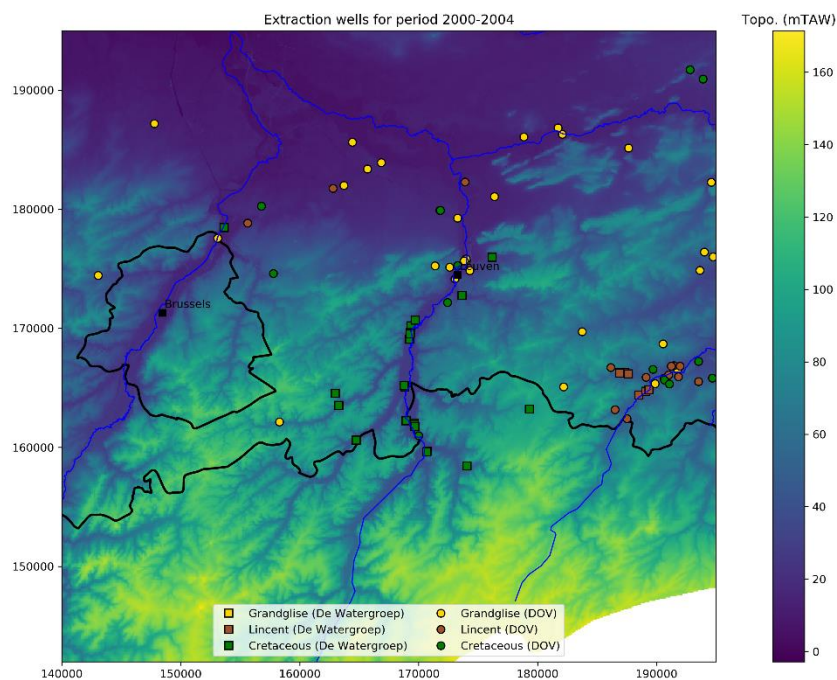 Extraction wells for period 2000-2004
Topo. (mTAW)
190000
180000
170000
160000
150000
Brussels
Leuven
Grandglise (De Watergroep)
Lincent (De Watergroep)
Cretaceous (De Watergroep)
Grandglise (DOV)
Lincent (DOV)
Cretaceous (DOV)
140000 150000 160000 170000 180000 190000
160
140
120
100
80
60
40
20
0